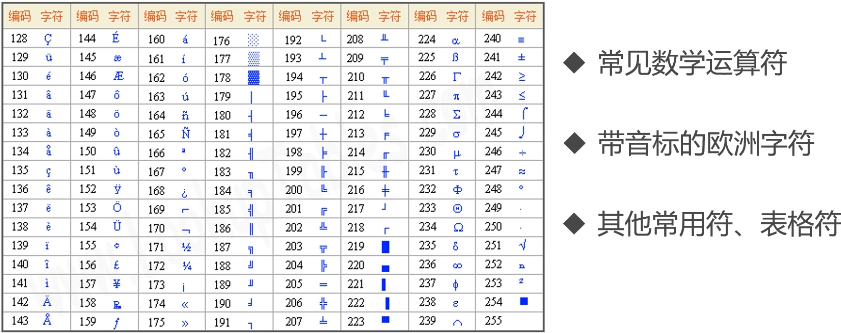 编码 字符 编码 字符 编码 字符 编码 字符 编码 字符 编码 字符 编码 字符 编码 字符
128 Ç 144 É 160 á 176 ░ 192 └ 208 ╨ 224 α 240 ≡
129 ü 145 æ 161 í 177 ▒ 193 ┴ 209 ╤ 225 ß 241 ±
130 é 146 Æ 162 ó 178 ▓ 194 ┬ 210 ╥ 226 Γ 242 ≥
131 â 147 ô 163 ú 179 │ 195 ├ 211 ╙ 227 π 243 ≤
132 ä 148 ö 164 ñ 180 ┤ 196 ─ 212 ╘ 228 Σ 244 ⌠
133 à 149 ò 165 Ñ 181 ╡ 197 ┼ 213 ╒ 229 σ 245 ⌡
134 å 150 û 166 ª 182 ╢ 198 ╞ 214 ╓ 230 µ 246 ÷
135 ç 151 ù 167 º 183 ╖ 199 ╟ 215 ╫ 231 τ 247 ≈
136 ê 152 ÿ 168 ¿ 184 ╕ 200 ╚ 216 ╪ 232 Φ 248 °
137 ë 153 Ö 169 ⌐ 185 ╣ 201 ╔ 217 ┘ 233 Θ 249 ·
138 è 154 Ü 170 ¬ 186 ║ 202 ╩ 218 ┌ 234 Ω 250 ·
139 ï 155 ¢ 171 ½ 187 ╗ 203 ╦ 219 █ 235 δ 251 √
140 î 156 £ 172 ¼ 188 ╝ 204 ╠ 220 ▄ 236 ∞ 252 ⁿ
141 ì 157 ¥ 173 ¡ 189 ╜ 205 ═ 221 ▌ 237 φ 253 ²
142 Ä 158 ₧ 174 « 190 ╛ 206 ╬ 222 ▐ 238 ε 254 ■
143 Å 159 ƒ 175 » 191 ┐ 207 ╧ 223 ▀ 239 ∩ 255
◆ 常见数学运算符
◆ 带音标的欧洲字符
◆ 其他常用符、表格符